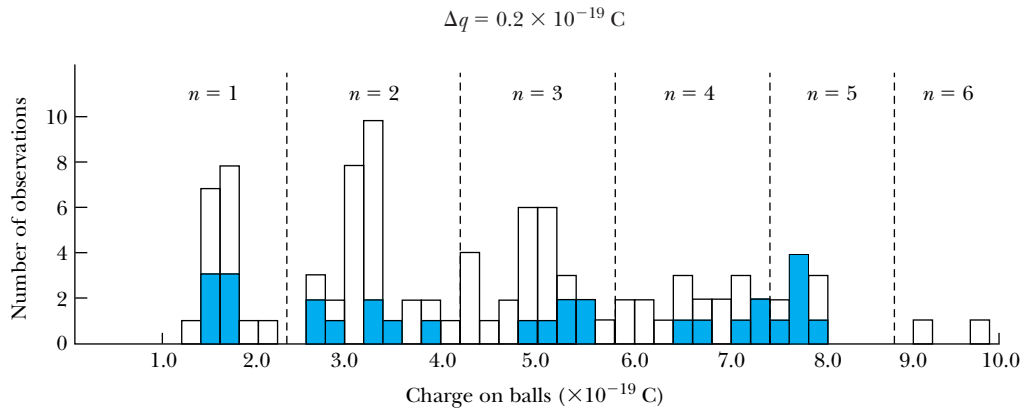 Δq = 0.2 × 10⁻¹⁹ C
n = 1 n = 2 n = 3 n = 4 n = 5 n = 6
Number of observations
10
8
6
4
2
0
1.0 2.0 3.0 4.0 5.0 6.0 7.0 8.0 9.0 10.0
Charge on balls (×10⁻¹⁹ C)